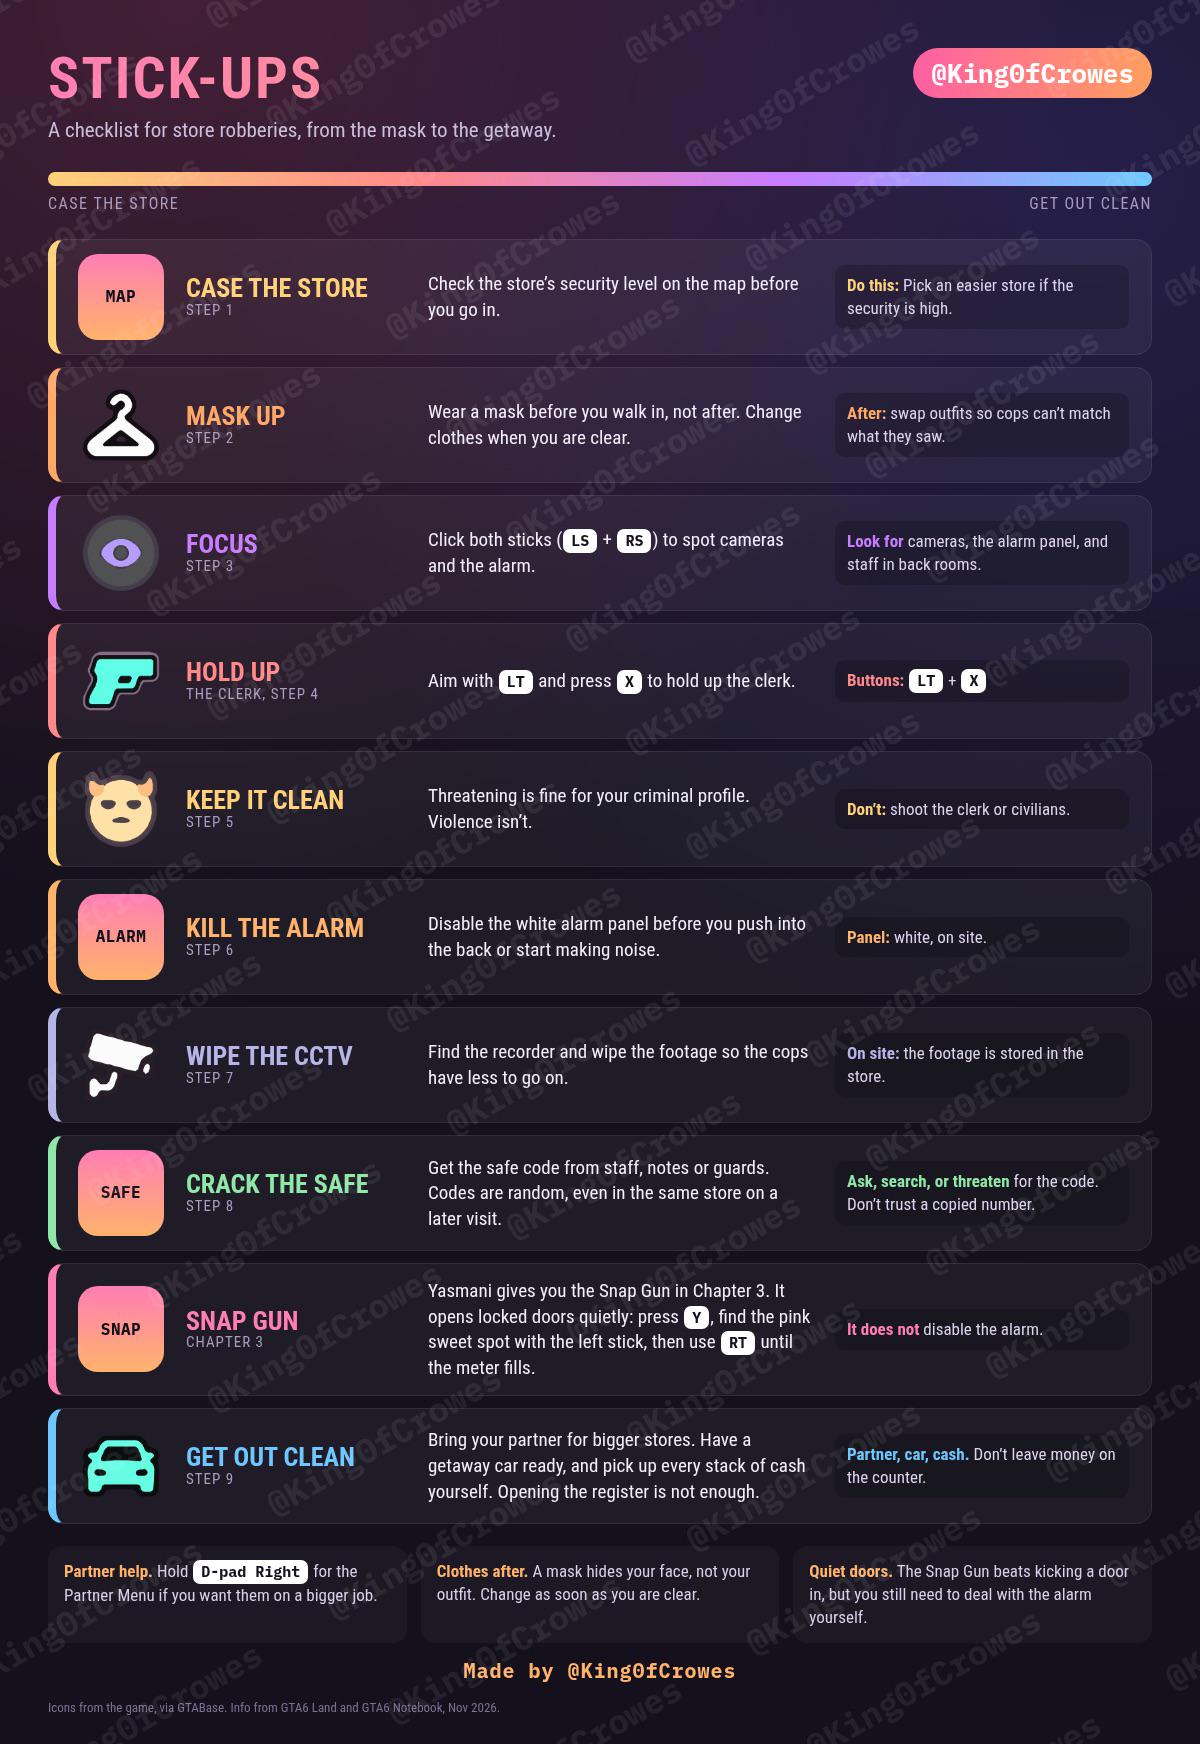 STICK-UPS
@King0fCrowes
A checklist for store robberies, from the mask to the getaway.
CASE THE STORE
GET OUT CLEAN
MAP
CASE THE STORE
STEP 1
Check the store’s security level on the map before
you go in.
Do this: Pick an easier store if the
security is high.
MASK UP
STEP 2
Wear a mask before you walk in, not after. Change
clothes when you are clear.
After: swap outfits so cops can’t match
what they saw.
FOCUS
STEP 3
Click both sticks (LS + RS) to spot cameras
and the alarm.
Look for cameras, the alarm panel, and
staff in back rooms.
HOLD UP
THE CLERK, STEP 4
Aim with LT and press X to hold up the clerk.
Buttons: LT + X
KEEP IT CLEAN
STEP 5
Threatening is fine for your criminal profile.
Violence isn’t.
Don’t: shoot the clerk or civilians.
ALARM
KILL THE ALARM
STEP 6
Disable the white alarm panel before you push into
the back or start making noise.
Panel: white, on site.
WIPE THE CCTV
STEP 7
Find the recorder and wipe the footage so the cops
have less to go on.
On site: the footage is stored in the
store.
SAFE
CRACK THE SAFE
STEP 8
Get the safe code from staff, notes or guards.
Codes are random, even in the same store on a
later visit.
Ask, search, or threaten for the code.
Don’t trust a copied number.
SNAP
SNAP GUN
CHAPTER 3
Yasmani gives you the Snap Gun in Chapter 3. It
opens locked doors quietly: press Y, find the pink
sweet spot with the left stick, then use RT until
the meter fills.
It does not disable the alarm.
GET OUT CLEAN
STEP 9
Bring your partner for bigger stores. Have a
getaway car ready, and pick up every stack of cash
yourself. Opening the register is not enough.
Partner, car, cash. Don’t leave money on
the counter.
Partner help. Hold D-pad Right for the
Partner Menu if you want them on a bigger job.
Clothes after. A mask hides your face, not your
outfit. Change as soon as you are clear.
Quiet doors. The Snap Gun beats kicking a door
in, but you still need to deal with the alarm
yourself.
Made by @King0fCrowes
Icons from the game, via GTABase. Info from GTA6 Land and GTA6 Notebook, Nov 2026.